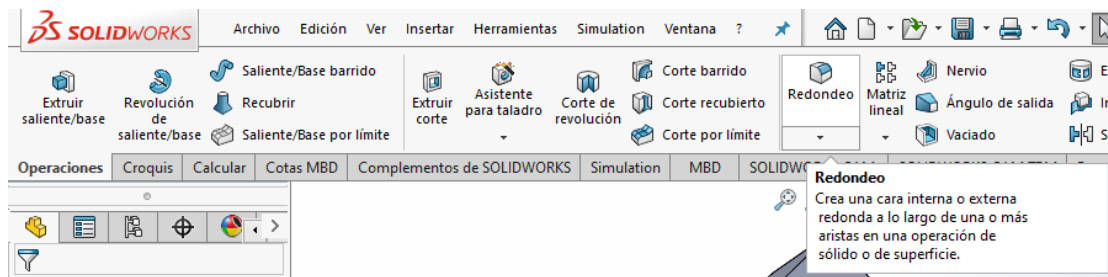 SOLIDWORKS Archivo Edición Ver Insertar Herramientas Simulation Ventana ?
Extruir saliente/base
Revolución de saliente/base
Saliente/Base barrido
Recubrir
Saliente/Base por límite
Extruir corte
Asistente para taladro
Corte de revolución
Corte barrido
Corte recubierto
Corte por límite
Redondeo
Matriz lineal
Nervio
Ángulo de salida
Vaciado
Operaciones Croquis Calcular Cotas MBD Complementos de SOLIDWORKS Simulation MBD
Redondeo
Crea una cara interna o externa
redonda a lo largo de una o más
aristas en una operación de
sólido o de superficie.